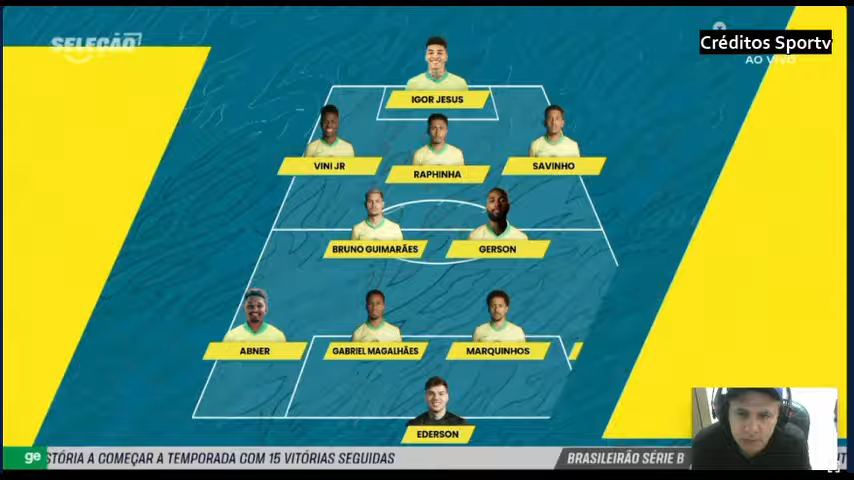 SELEÇÃO
Créditos Sportv
AO VIVO
IGOR JESUS
VINI JR
RAPHINHA
SAVINHO
BRUNO GUIMARÃES
GERSON
ABNER
GABRIEL MAGALHÃES
MARQUINHOS
EDERSON
ge STÓRIA A COMEÇAR A TEMPORADA COM 15 VITÓRIAS SEGUIDAS
BRASILEIRÃO SÉRIE B